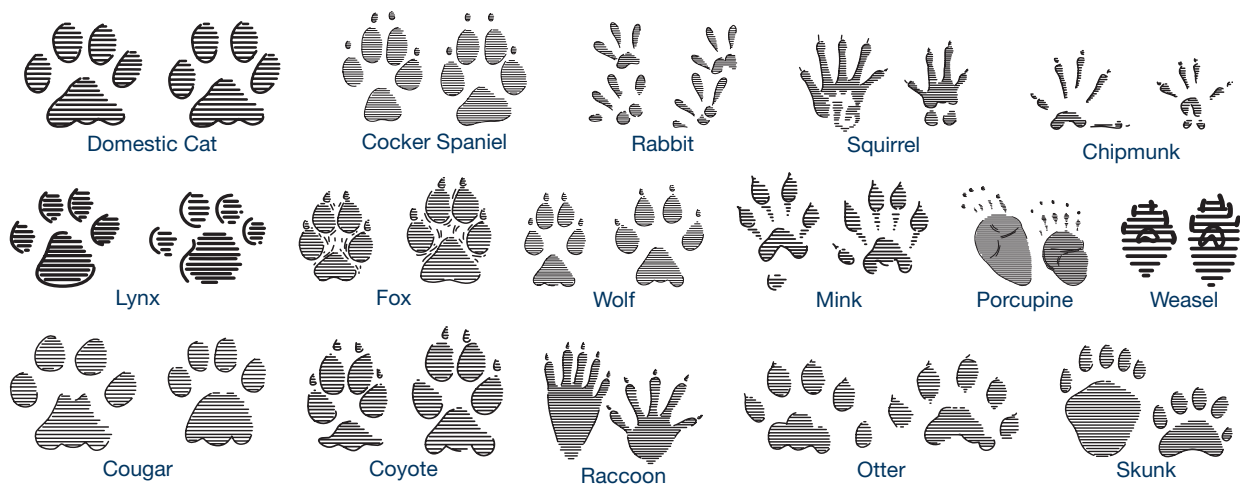 Domestic Cat
Cocker Spaniel
Rabbit
Squirrel
Chipmunk
Lynx
Fox
Wolf
Mink
Porcupine
Weasel
Cougar
Coyote
Raccoon
Otter
Skunk